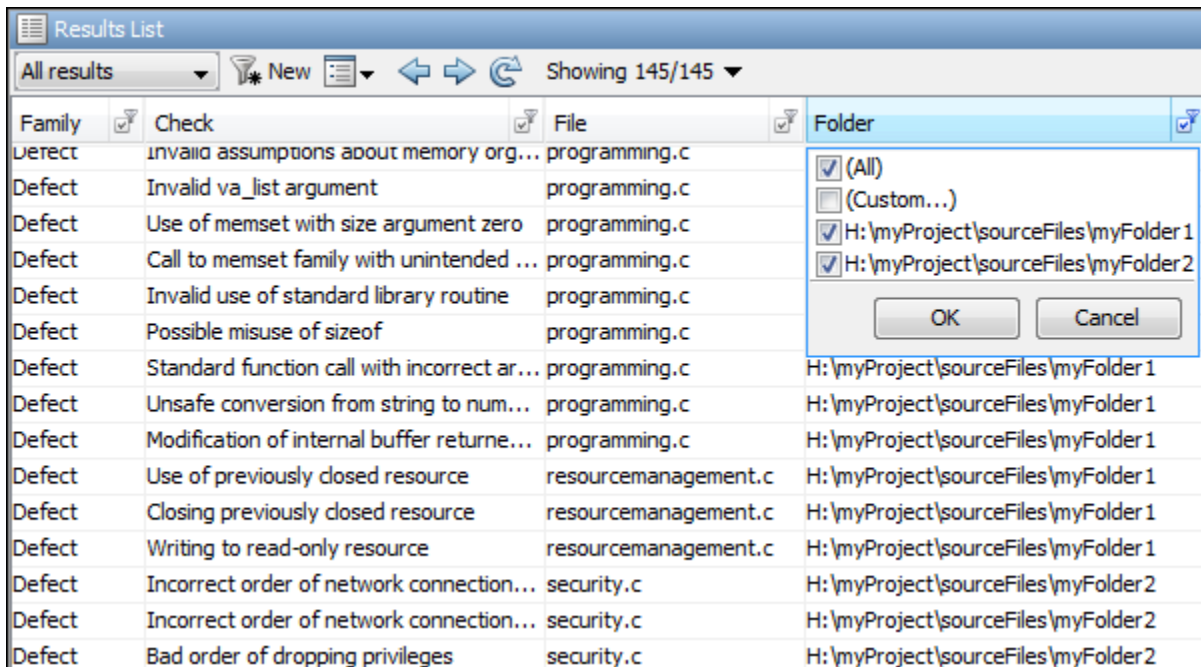 Results List
All results New Showing 145/145
Family Check File Folder
Defect Invalid assumptions about memory org... programming.c
(All)
Defect Invalid va_list argument programming.c
(Custom...)
Defect Use of memset with size argument zero programming.c
H:\myProject\sourceFiles\myFolder1
Defect Call to memset family with unintended ... programming.c
H:\myProject\sourceFiles\myFolder2
Defect Invalid use of standard library routine programming.c
OK Cancel
Defect Possible misuse of sizeof programming.c
Defect Standard function call with incorrect ar... programming.c H:\myProject\sourceFiles\myFolder1
Defect Unsafe conversion from string to num... programming.c H:\myProject\sourceFiles\myFolder1
Defect Modification of internal buffer returne... programming.c H:\myProject\sourceFiles\myFolder1
Defect Use of previously closed resource resourcemanagement.c H:\myProject\sourceFiles\myFolder1
Defect Closing previously closed resource resourcemanagement.c H:\myProject\sourceFiles\myFolder1
Defect Writing to read-only resource resourcemanagement.c H:\myProject\sourceFiles\myFolder1
Defect Incorrect order of network connection... security.c H:\myProject\sourceFiles\myFolder2
Defect Incorrect order of network connection... security.c H:\myProject\sourceFiles\myFolder2
Defect Bad order of dropping privileges security.c H:\myProject\sourceFiles\myFolder2